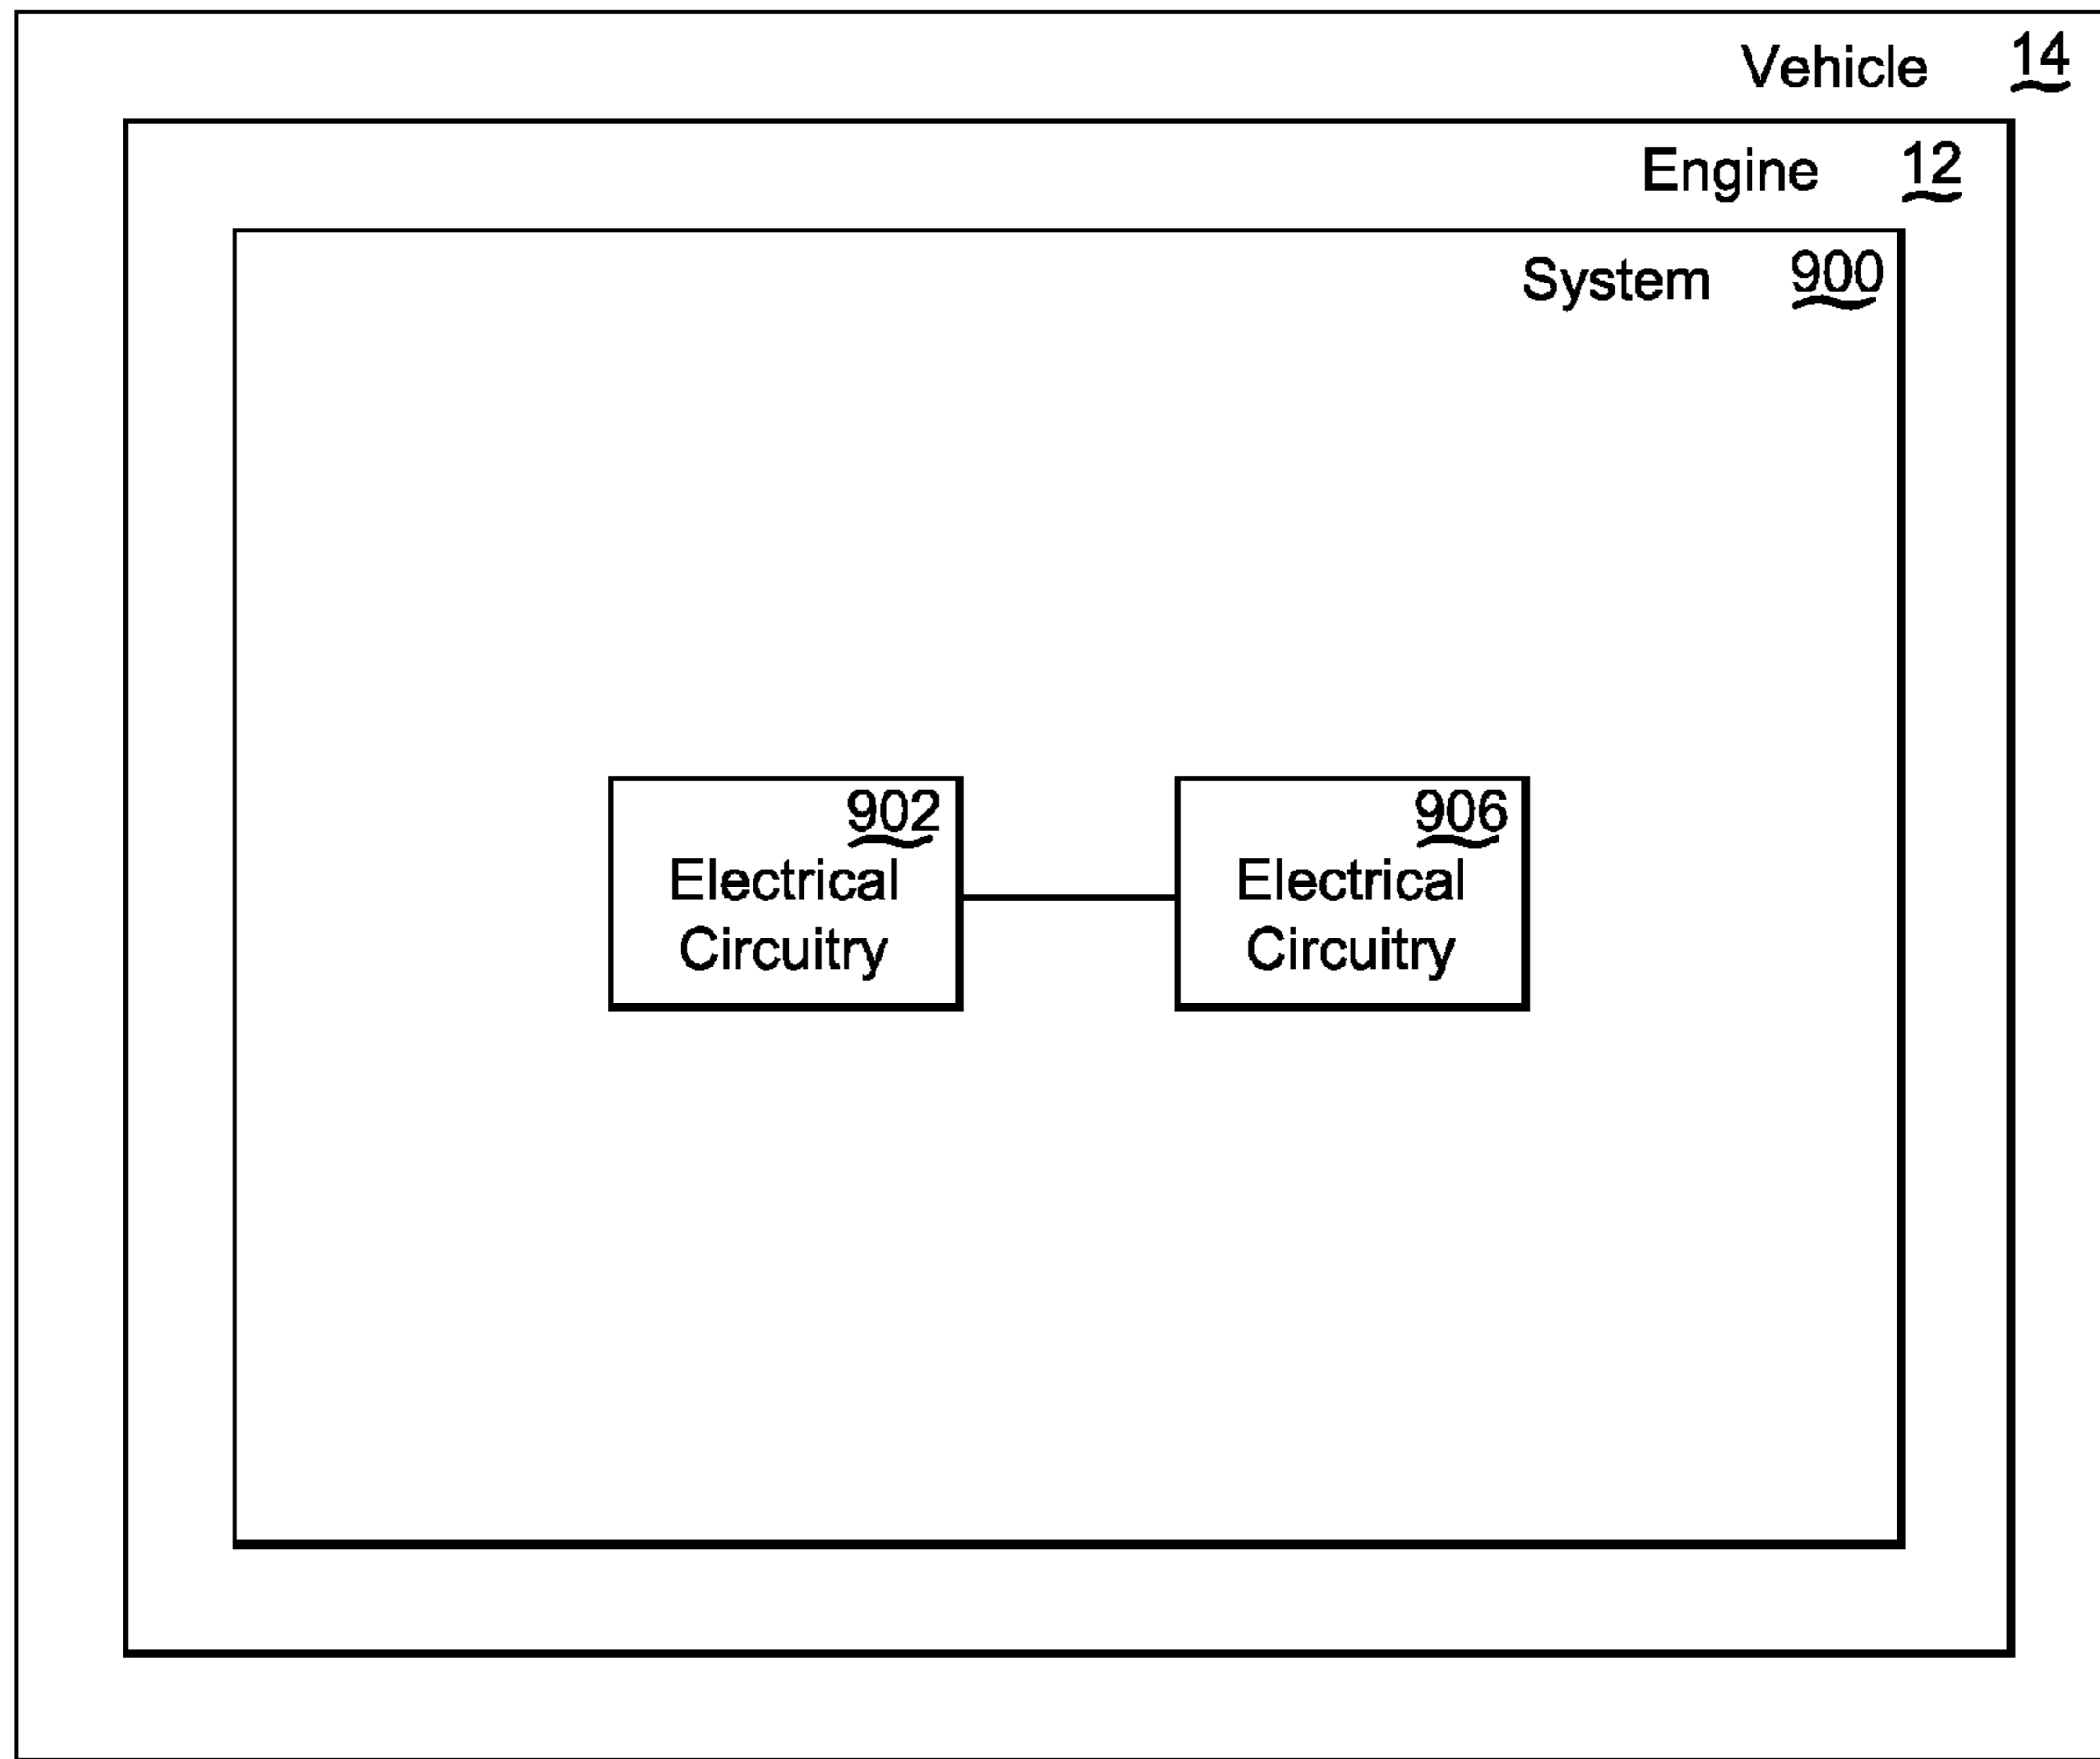 Vehicle 14
Engine 12
System 900
902
Electrical
Circuitry
906
Electrical
Circuitry